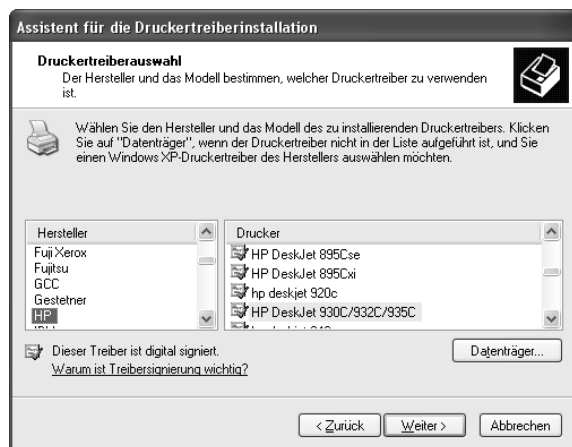 Assistent für die Druckertreiberinstallation
Druckertreiberauswahl
Der Hersteller und das Modell bestimmen, welcher Druckertreiber zu verwenden
ist.
Wählen Sie den Hersteller und das Modell des zu installierenden Druckertreibers. Klicken
Sie auf "Datenträger", wenn der Druckertreiber nicht in der Liste aufgeführt ist, und Sie
einen Windows XP-Druckertreiber des Herstellers auswählen möchten.
Hersteller
Fuji Xerox
Fujitsu
GCC
Gestetner
HP
Drucker
HP DeskJet 895Cse
HP DeskJet 895Cxi
hp deskjet 920c
HP DeskJet 930C/932C/935C
Dieser Treiber ist digital signiert.
Warum ist Treibersignierung wichtig?
Datenträger...
< Zurück
Weiter >
Abbrechen